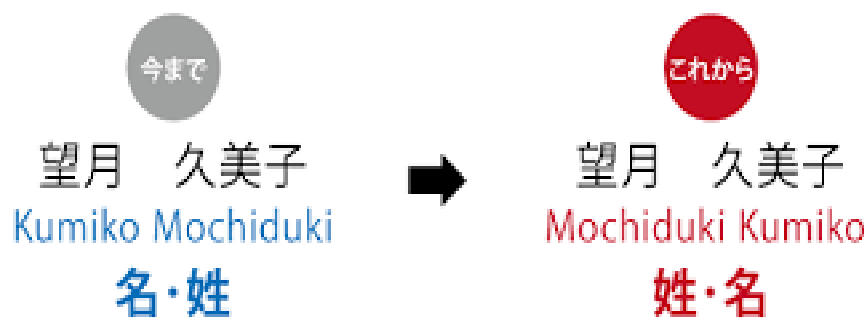 今まで
望月　久美子
Kumiko Mochiduki
名・姓
これから
望月　久美子
Mochiduki Kumiko
姓・名